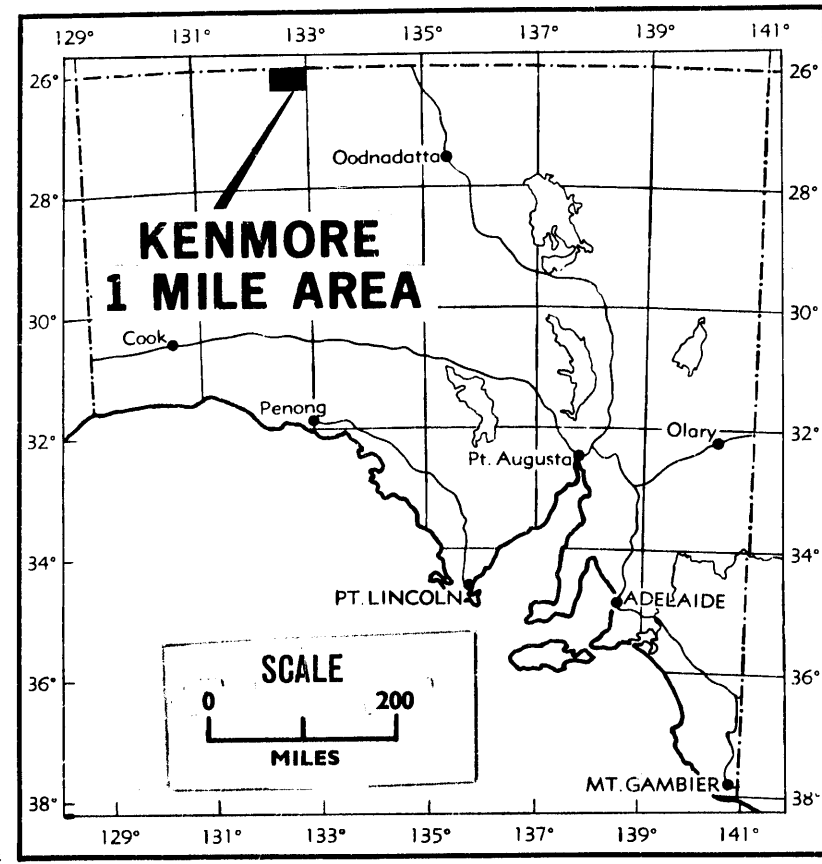 129° 131° 133° 135° 137° 139° 141°
26° 26°
Oodnadatta
28° 28°
KENMORE
1 MILE AREA
30° 30°
Cook
Penong
Olary
32° 32°
Pt. Augusta
34° 34°
PT. LINCOLN
ADELAIDE
SCALE
36° 36°
0 200
MILES
MT. GAMBIER
38° 38°
129° 131° 133° 135° 137° 139° 141°